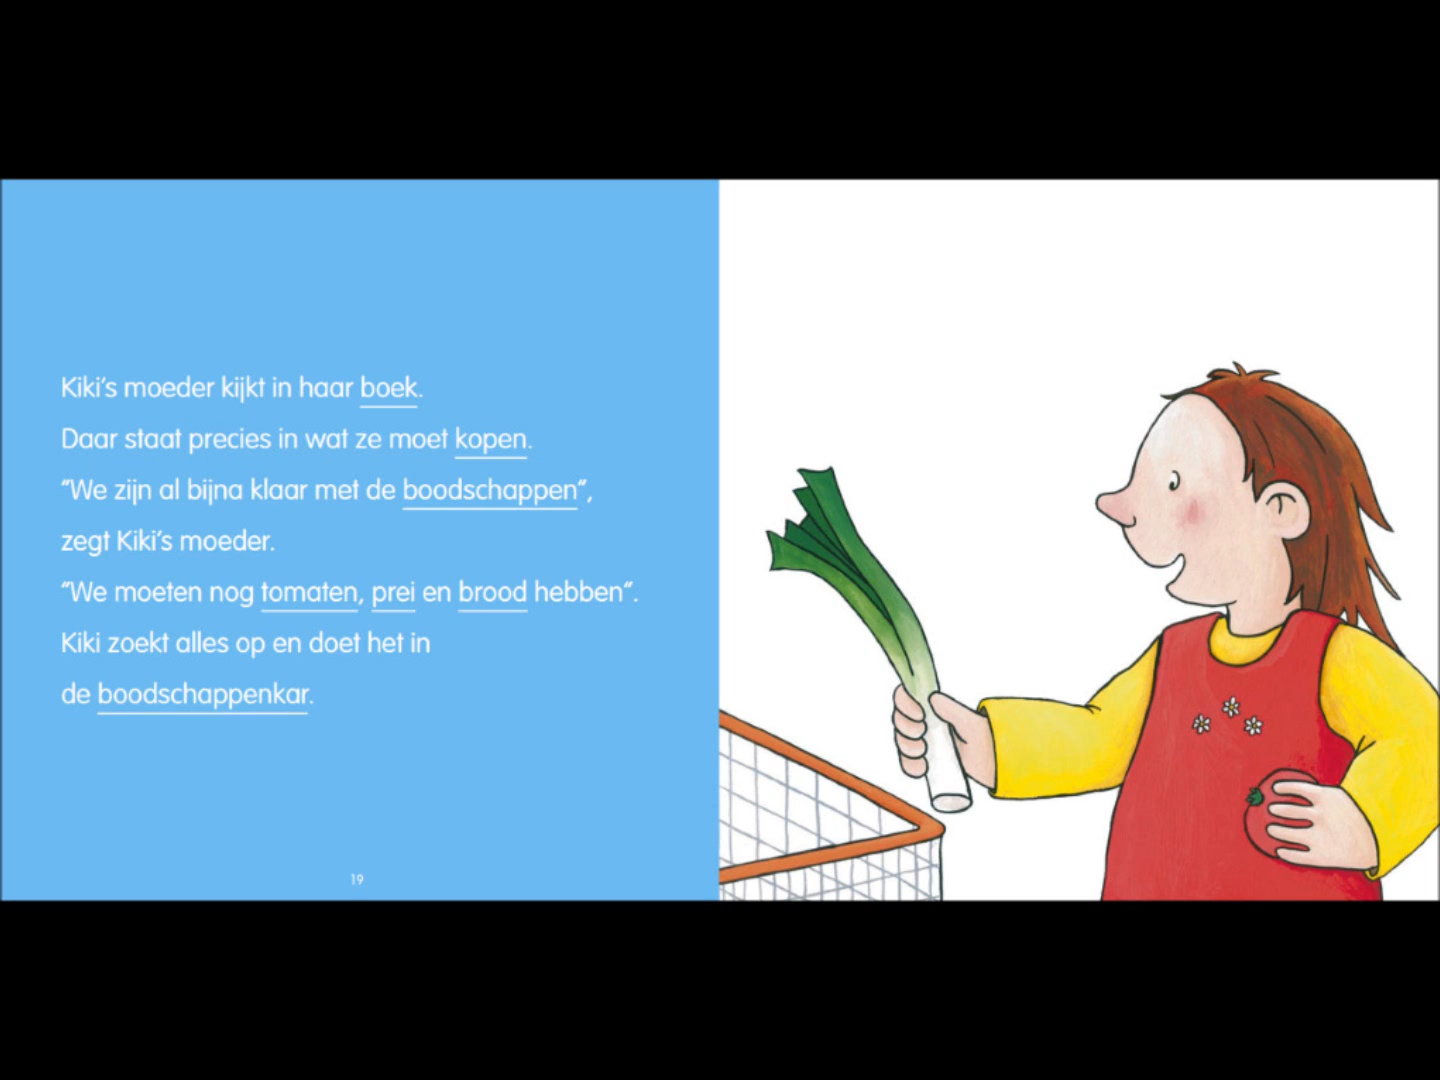 Kiki's moeder kijkt in haar boek.
Daar staat precies in wat ze moet kopen.
"We zijn al bijna klaar met de boodschappen",
zegt Kiki's moeder.
"We moeten nog tomaten, prei en brood hebben".
Kiki zoekt alles op en doet het in
de boodschappenkar.
19